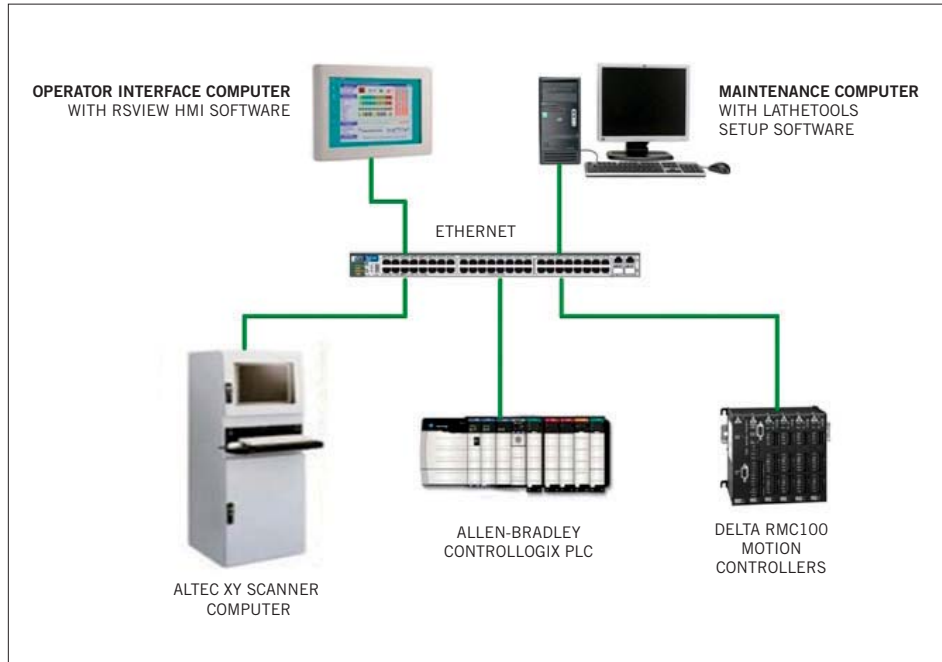 OPERATOR INTERFACE COMPUTER
WITH RSVIEW HMI SOFTWARE
MAINTENANCE COMPUTER
WITH LATHETOOLS
SETUP SOFTWARE
ETHERNET
ALTEC XY SCANNER
COMPUTER
ALLEN-BRADLEY
CONTROLLOGIX PLC
DELTA RMC100
MOTION
CONTROLLERS